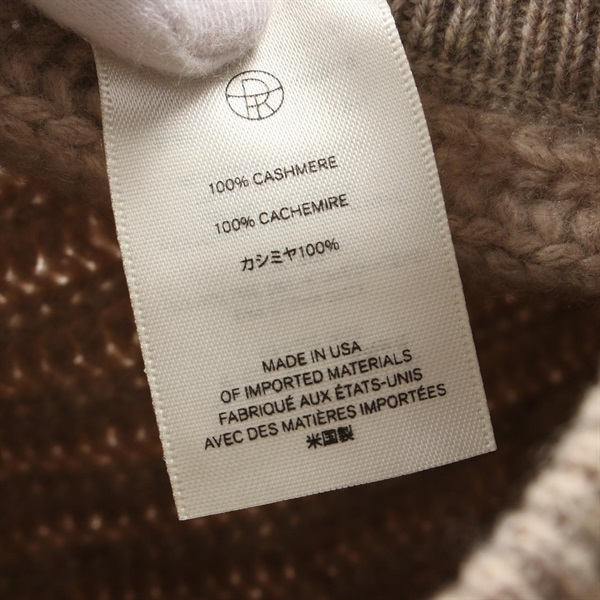 100% CASHMERE
100% CACHEMIRE
カシミヤ100%
MADE IN USA
OF IMPORTED MATERIALS
FABRIQUÉ AUX ÉTATS-UNIS
AVEC DES MATIÈRES IMPORTÉES
米国製